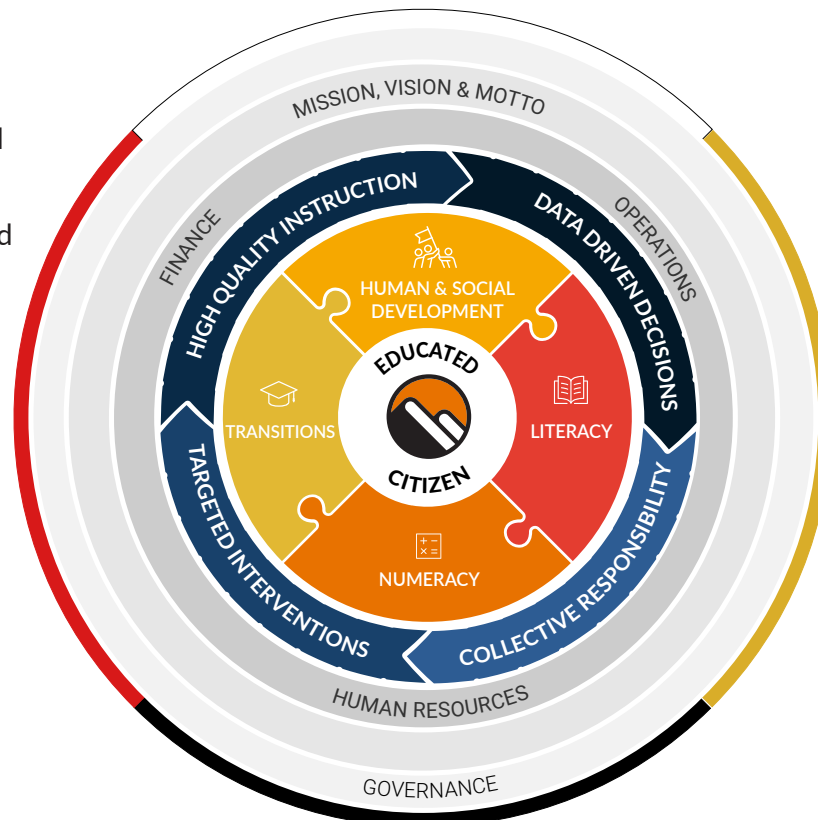 MISSION, VISION & MOTTO
FINANCE
OPERATIONS
HIGH QUALITY INSTRUCTION
DATA DRIVEN DECISIONS
HUMAN & SOCIAL
DEVELOPMENT
EDUCATED
TRANSITIONS
LITERACY
CITIZEN
NUMERACY
TARGETED INTERVENTIONS
COLLECTIVE RESPONSIBILITY
HUMAN RESOURCES
GOVERNANCE